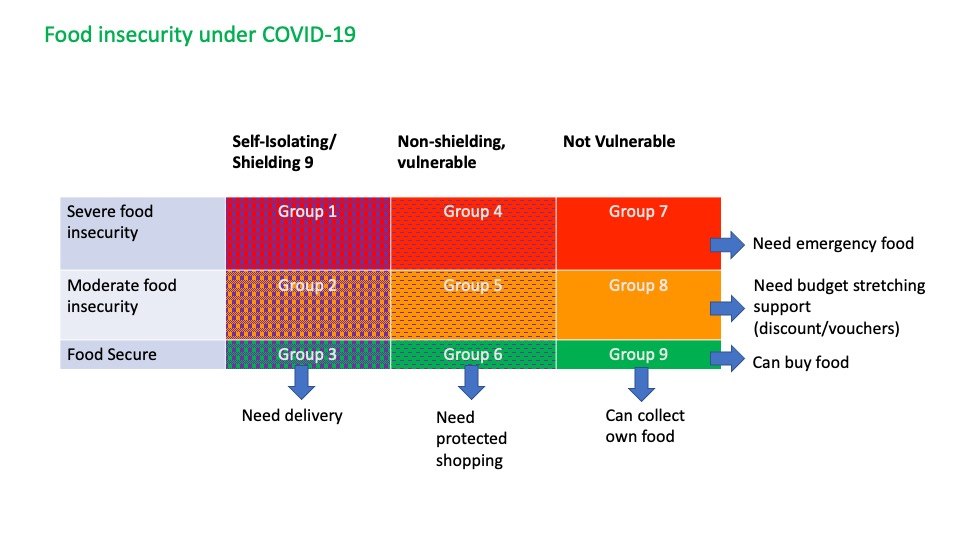 Food insecurity under COVID-19
Self-Isolating/
Shielding 9
Non-shielding,
vulnerable
Not Vulnerable
Severe food
insecurity
Group 1
Group 4
Group 7
Need emergency food
Moderate food
insecurity
Group 2
Group 5
Group 8
Need budget stretching
support
(discount/vouchers)
Food Secure
Group 3
Group 6
Group 9
Can buy food
Need delivery
Need
protected
shopping
Can collect
own food